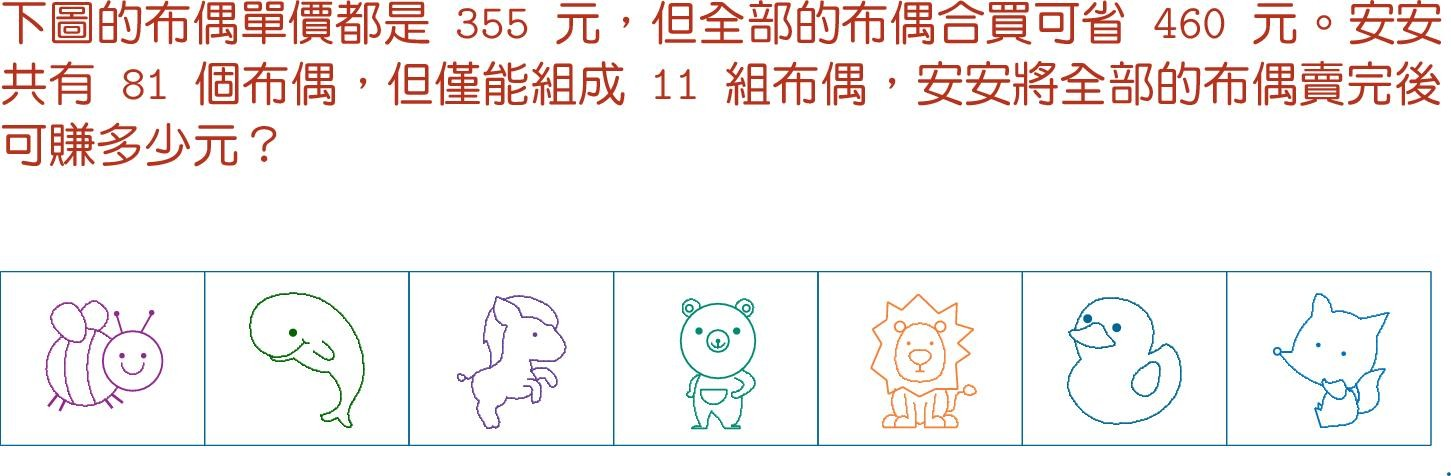 下圖的布偶單價都是 355 元，但全部的布偶合買可省 460 元。安安
共有 81 個布偶，但僅能組成 11 組布偶，安安將全部的布偶賣完後
可賺多少元？